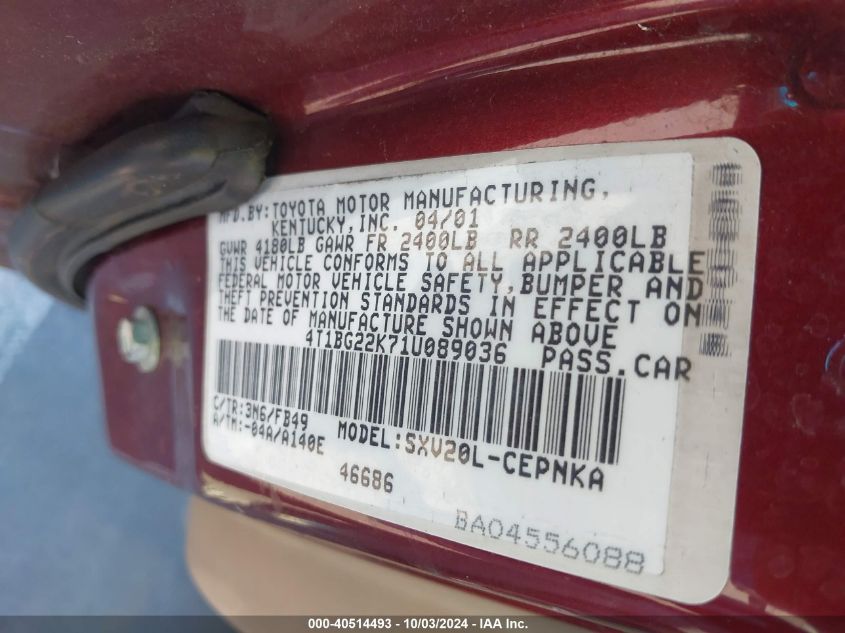 MFD.BY:TOYOTA MOTOR MANUFACTURING,
KENTUCKY,INC. 04/01
GVWR 4180LB GAWR FR 2400LB RR 2400LB
THIS VEHICLE CONFORMS TO ALL APPLICABLE
FEDERAL MOTOR VEHICLE SAFETY,BUMPER AND
THEFT PREVENTION STANDARDS IN EFFECT ON
THE DATE OF MANUFACTURE SHOWN ABOVE
4T1BG22K71U089036 PASS.CAR
C/TR:3M6/FB49
A/TM:-04A/A140E MODEL:SXV20L-CEPNKA
46686
BA04556088
000-40514493 - 10/03/2024 - IAA Inc.